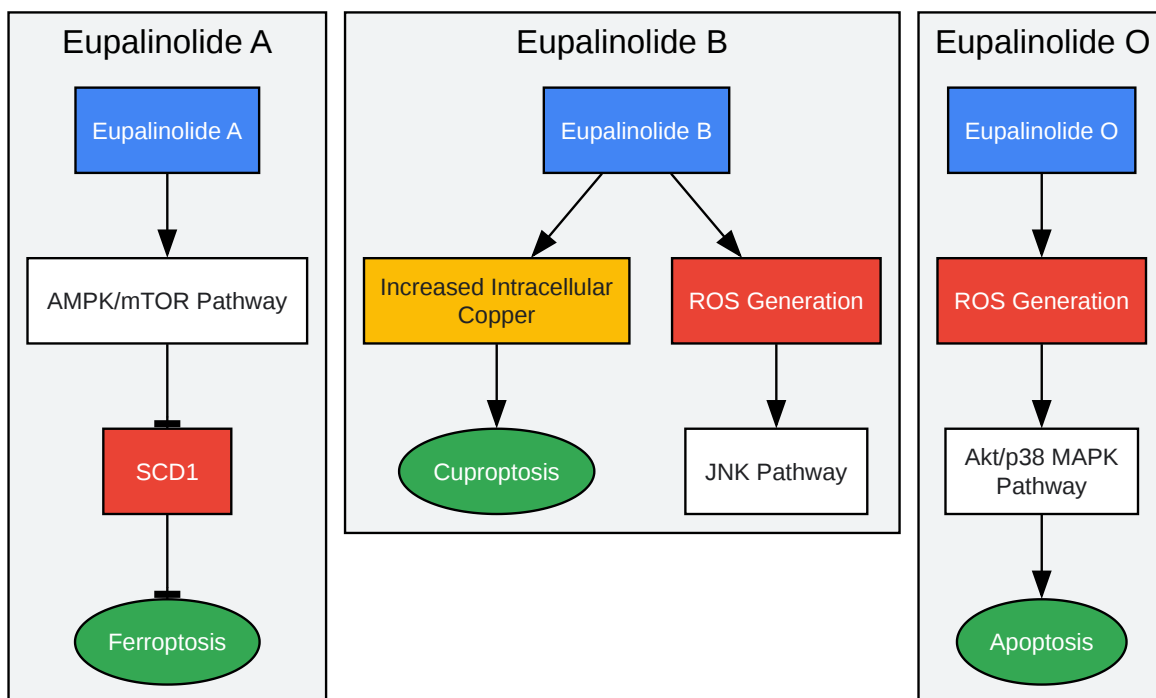 Eupalinolide A
Eupalinolide A
AMPK/mTOR Pathway
SCD1
Ferroptosis
Eupalinolide B
Eupalinolide B
Increased Intracellular
Copper
ROS Generation
Cuproptosis
JNK Pathway
Eupalinolide O
Eupalinolide O
ROS Generation
Akt/p38 MAPK
Pathway
Apoptosis